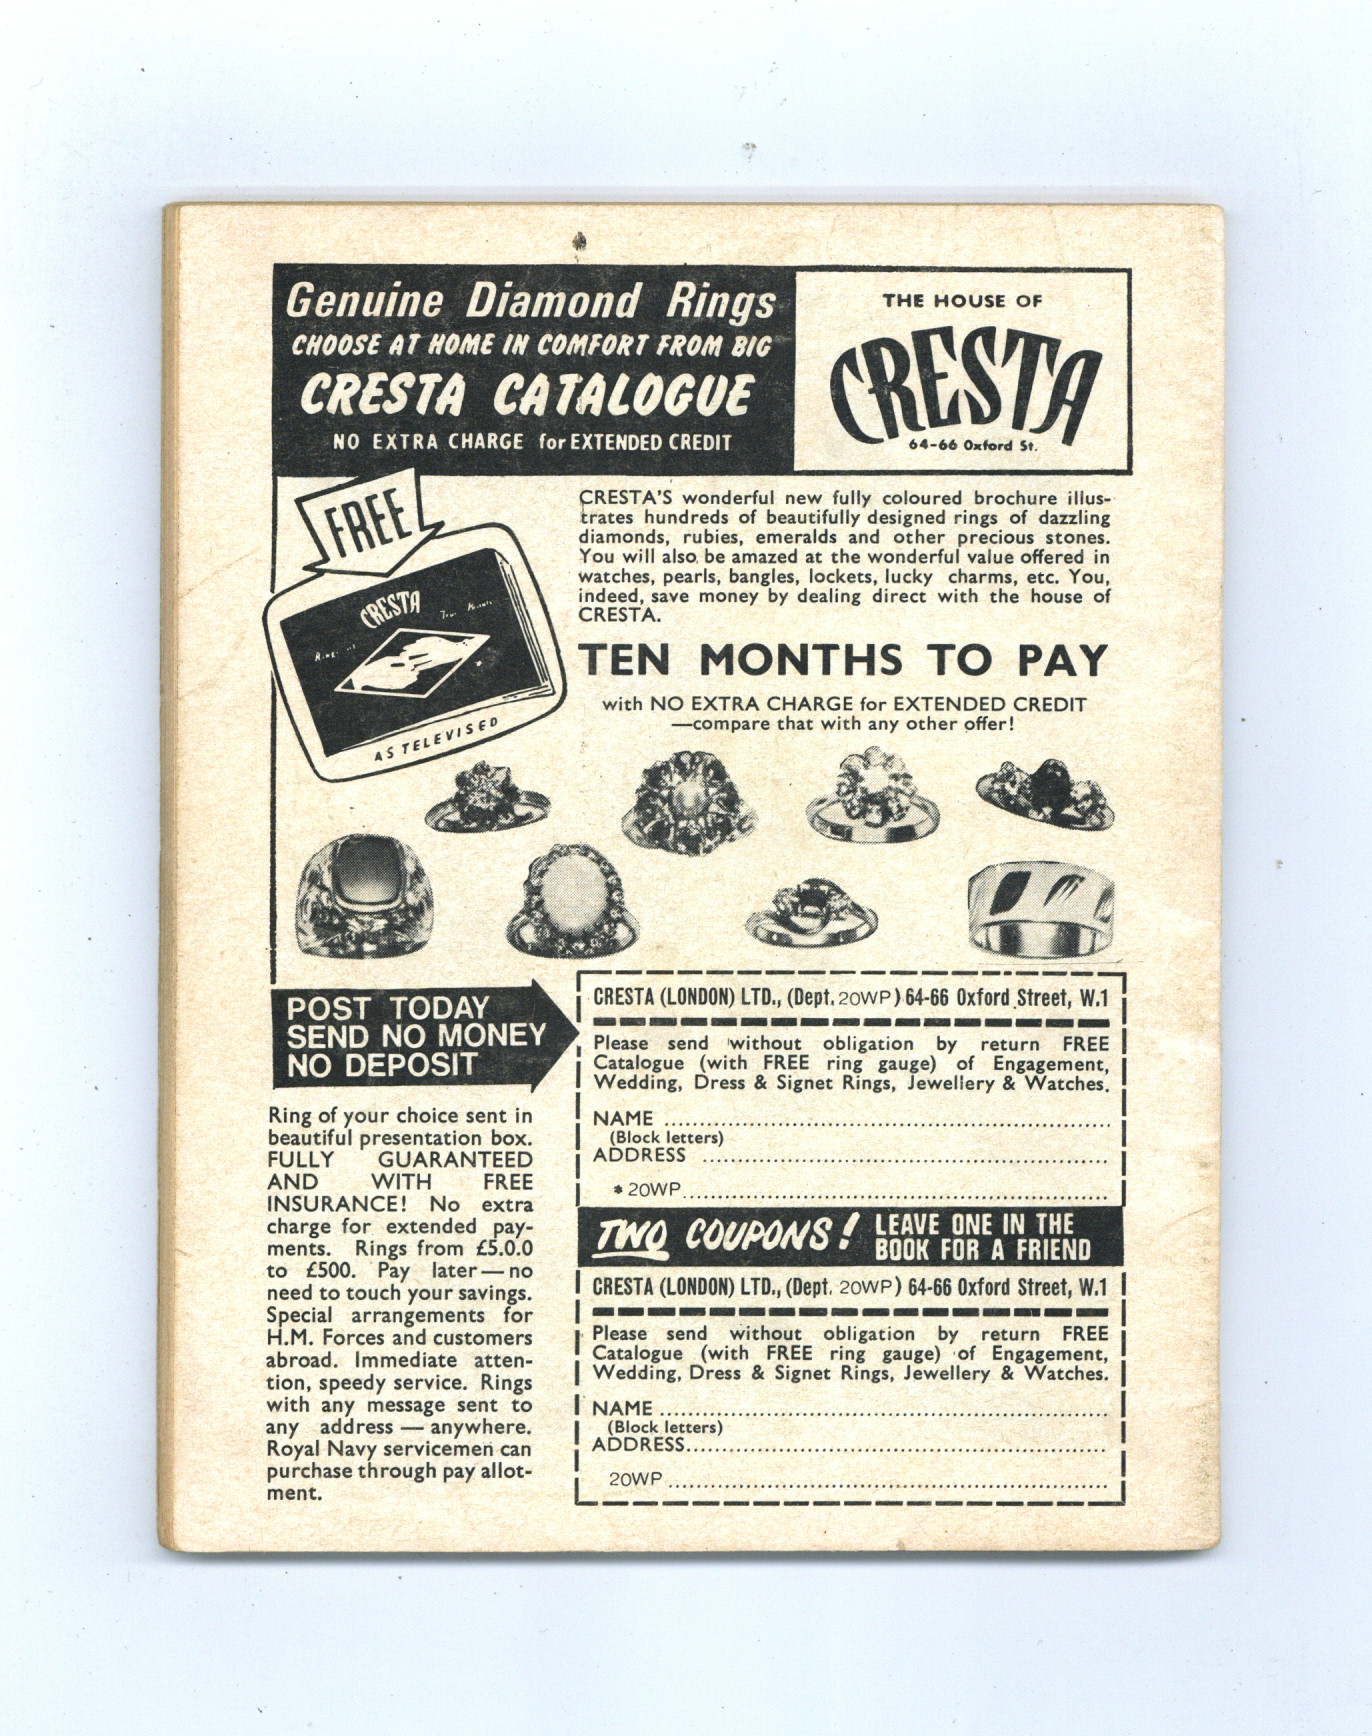 Genuine Diamond Rings
CHOOSE AT HOME IN COMFORT FROM BIG
CRESTA CATALOGUE
NO EXTRA CHARGE for EXTENDED CREDIT
THE HOUSE OF
CRESTA
64-66 Oxford St.
FREE
CRESTA
AS TELEVISED
CRESTA'S wonderful new fully coloured brochure illus-
trates hundreds of beautifully designed rings of dazzling
diamonds, rubies, emeralds and other precious stones.
You will also be amazed at the wonderful value offered in
watches, pearls, bangles, lockets, lucky charms, etc. You,
indeed, save money by dealing direct with the house of
CRESTA.
TEN MONTHS TO PAY
with NO EXTRA CHARGE for EXTENDED CREDIT
—compare that with any other offer!
POST TODAY
SEND NO MONEY
NO DEPOSIT
Ring of your choice sent in
beautiful presentation box.
FULLY GUARANTEED
AND WITH FREE
INSURANCE! No extra
charge for extended pay-
ments. Rings from £5.0.0
to £500. Pay later—no
need to touch your savings.
Special arrangements for
H.M. Forces and customers
abroad. Immediate atten-
tion, speedy service. Rings
with any message sent to
any address — anywhere.
Royal Navy servicemen can
purchase through pay allot-
ment.
CRESTA (LONDON) LTD., (Dept. 20WP) 64-66 Oxford Street, W.1
Please send without obligation by return FREE
Catalogue (with FREE ring gauge) of Engagement,
Wedding, Dress & Signet Rings, Jewellery & Watches.
NAME
(Block letters)
ADDRESS
* 20WP
TWO COUPONS! LEAVE ONE IN THE
BOOK FOR A FRIEND
CRESTA (LONDON) LTD., (Dept. 20WP) 64-66 Oxford Street, W.1
Please send without obligation by return FREE
Catalogue (with FREE ring gauge) of Engagement,
Wedding, Dress & Signet Rings, Jewellery & Watches.
NAME
(Block letters)
ADDRESS
20WP